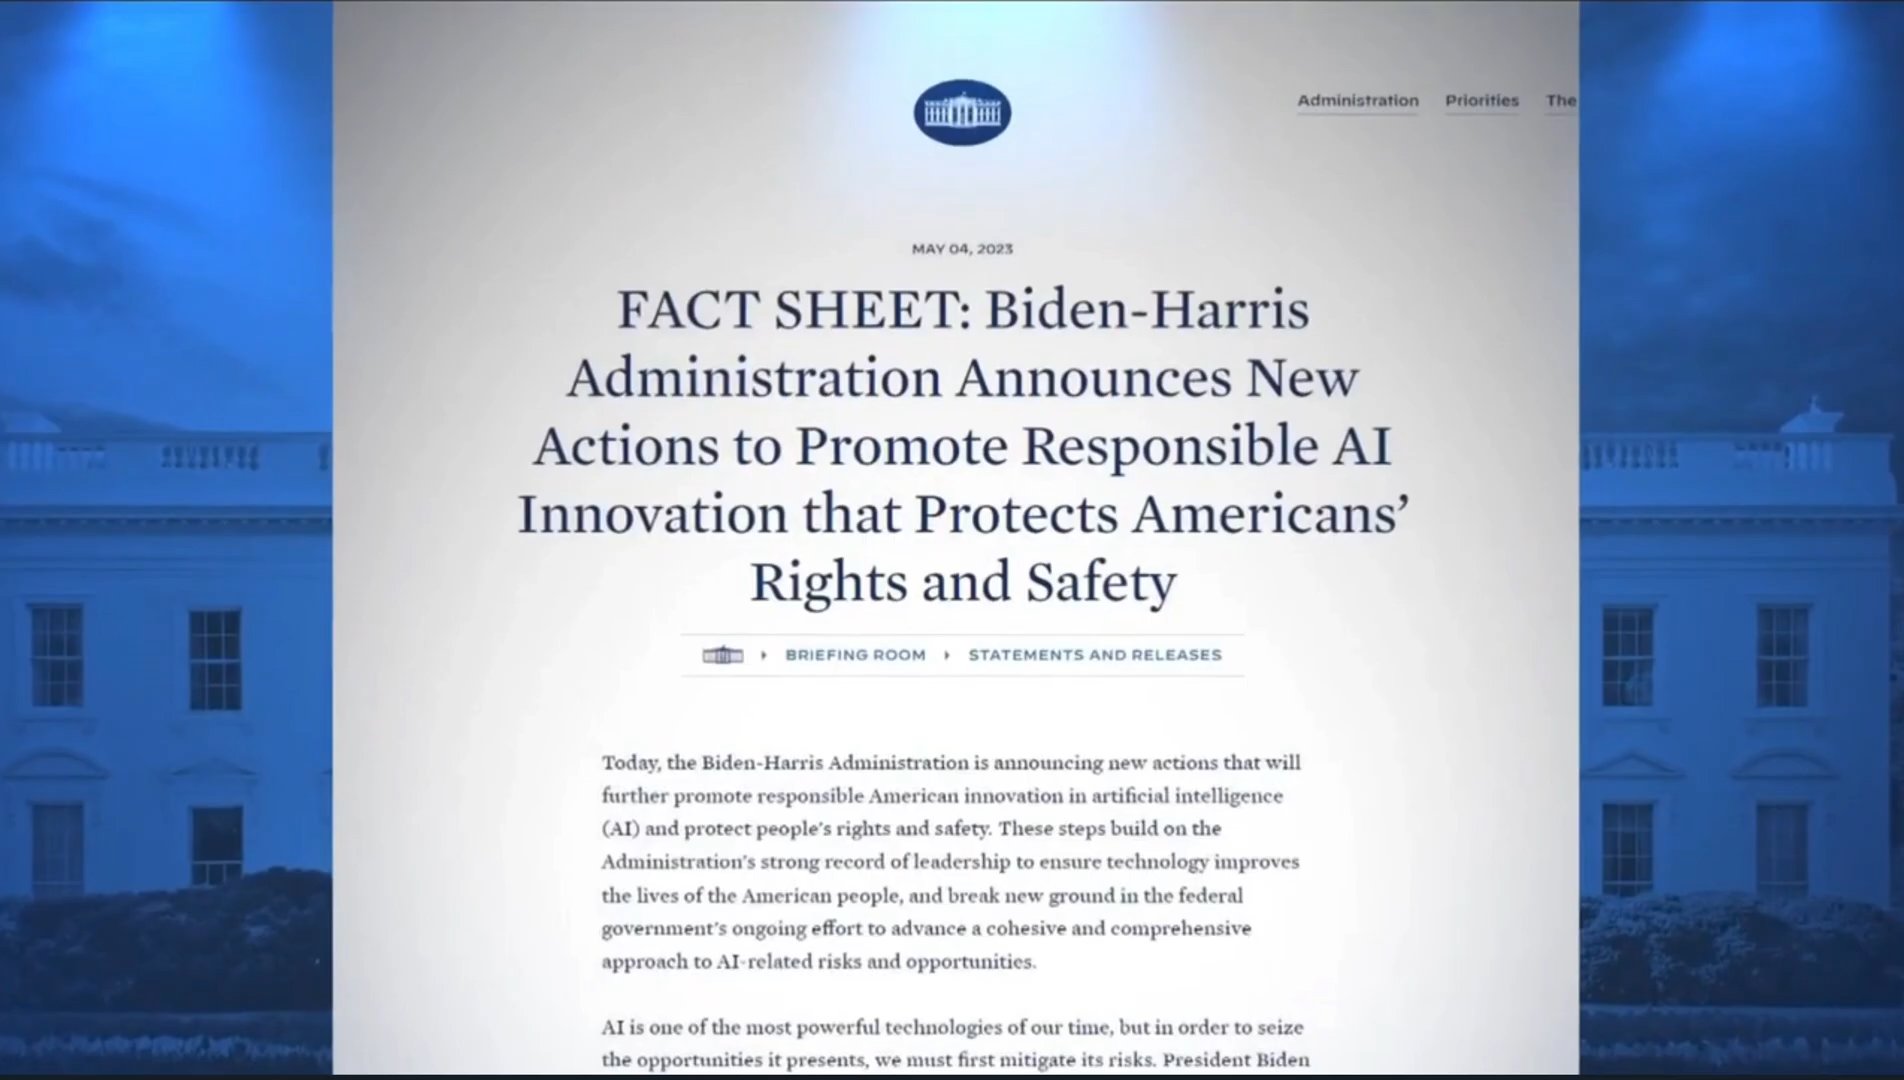 Administration Priorities The
MAY 04, 2023
FACT SHEET: Biden-Harris
Administration Announces New
Actions to Promote Responsible AI
Innovation that Protects Americans’
Rights and Safety
BRIEFING ROOM STATEMENTS AND RELEASES
Today, the Biden-Harris Administration is announcing new actions that will
further promote responsible American innovation in artificial intelligence
(AI) and protect people’s rights and safety. These steps build on the
Administration’s strong record of leadership to ensure technology improves
the lives of the American people, and break new ground in the federal
government’s ongoing effort to advance a cohesive and comprehensive
approach to AI-related risks and opportunities.
AI is one of the most powerful technologies of our time, but in order to seize
the opportunities it presents, we must first mitigate its risks. President Biden